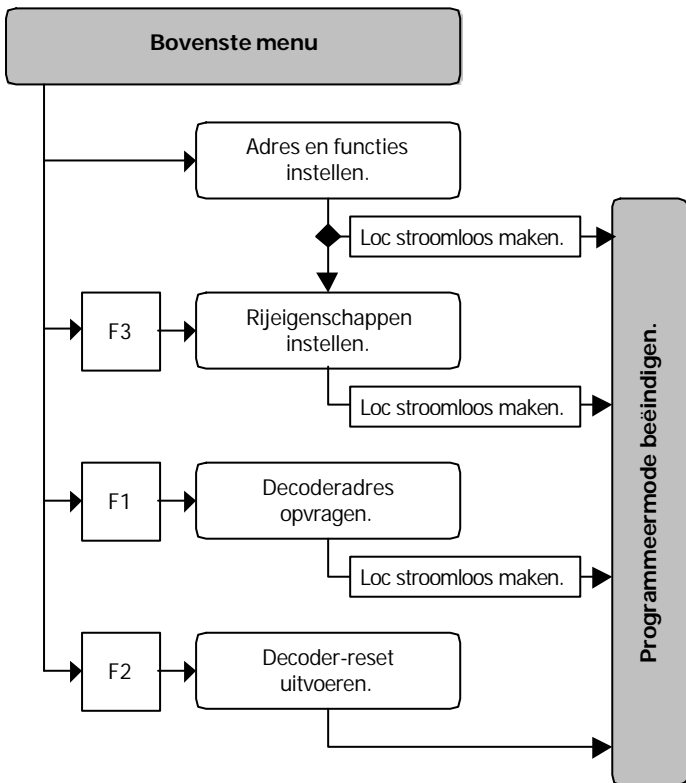 Bovenste menu
Adres en functies
instellen.
Loc stroomloos maken.
F3
Rijeigenschappen
instellen.
Loc stroomloos maken.
F1
Decoderadres
opvragen.
Loc stroomloos maken.
F2
Decoder-reset
uitvoeren.
Programmeermode beëindigen.